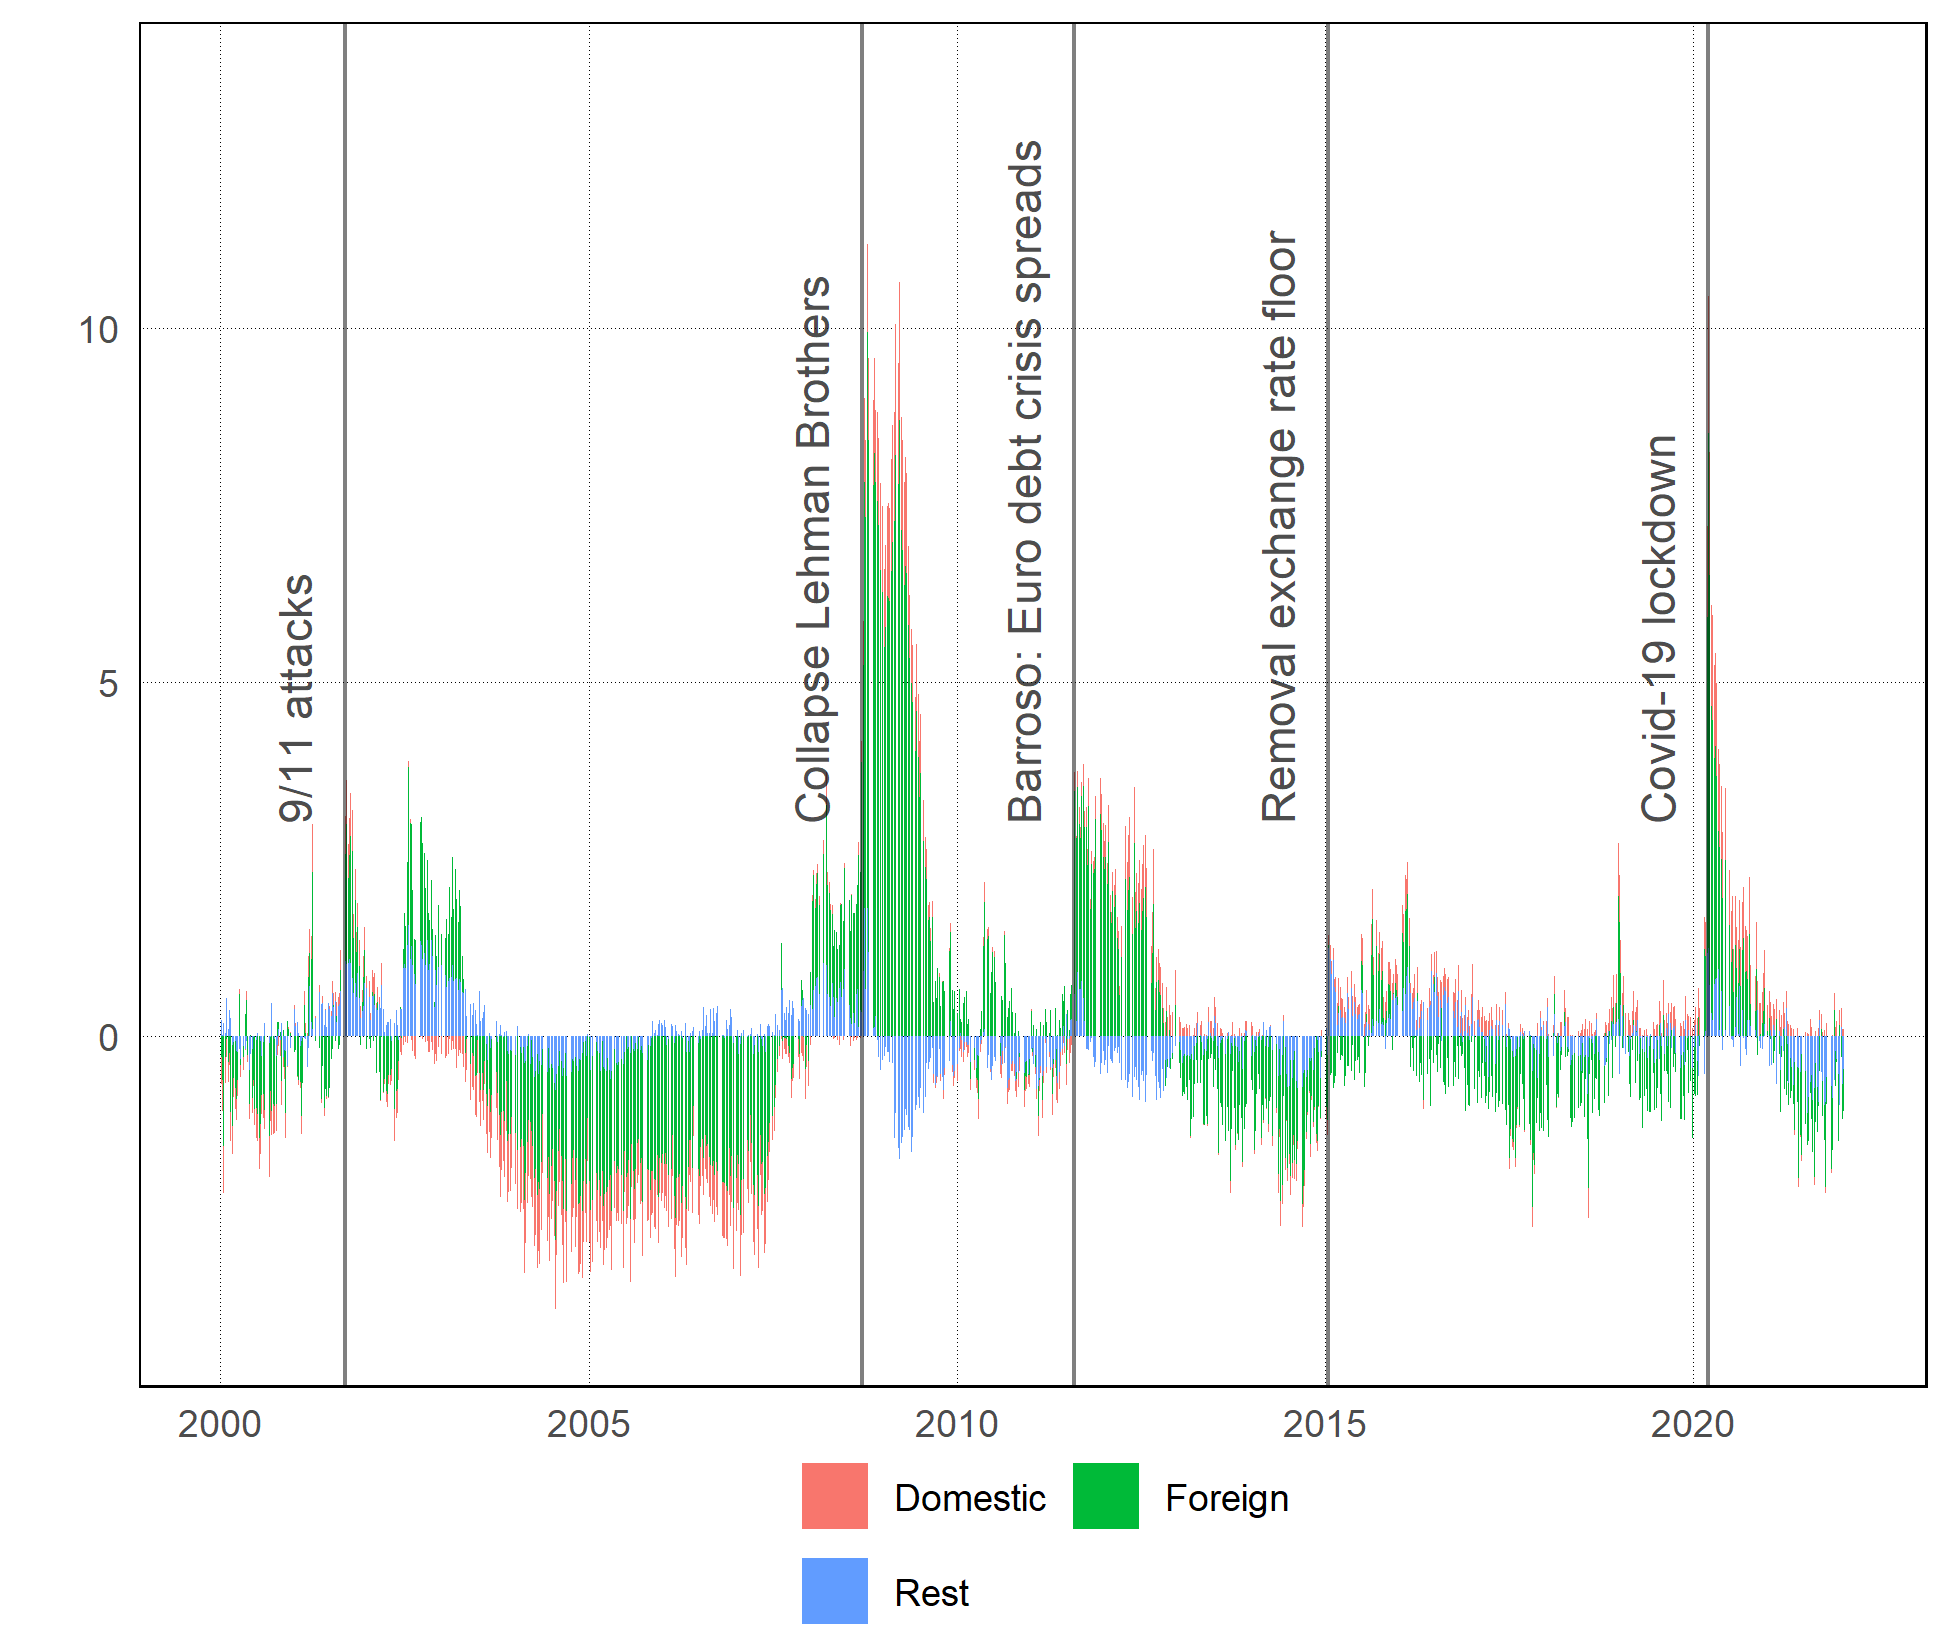 10
5
0
9/11 attacks
Collapse Lehman Brothers
Barroso: Euro debt crisis spreads
Removal exchange rate floor
Covid-19 lockdown
2000
2005
2010
2015
2020
Domestic
Foreign
Rest